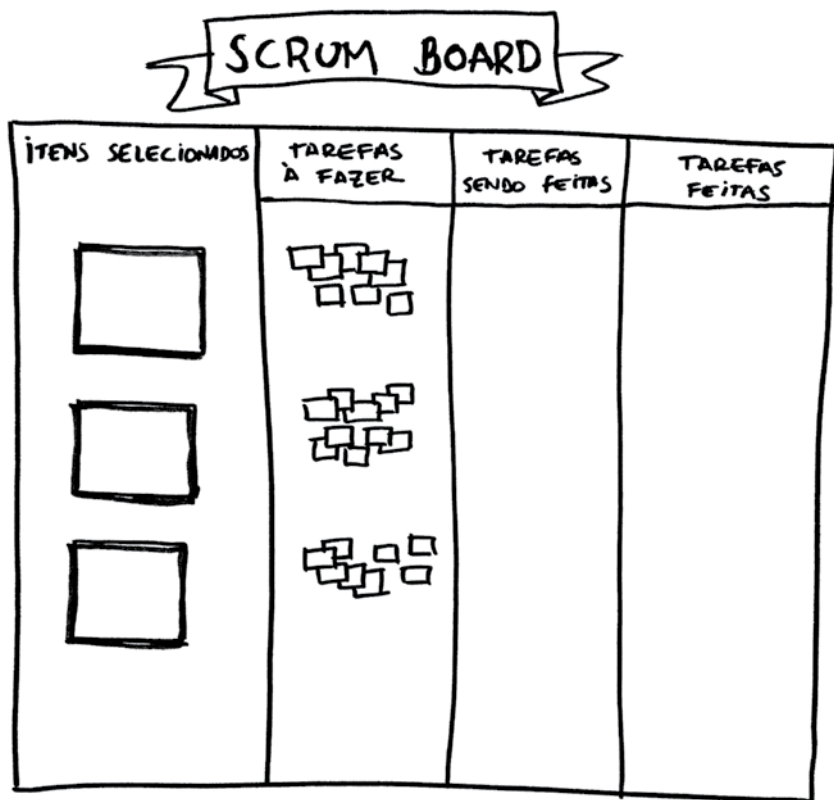 SCRUM BOARD
ITENS SELECIONADOS
TAREFAS
À FAZER
TAREFAS
SENDO FEITAS
TAREFAS
FEITAS